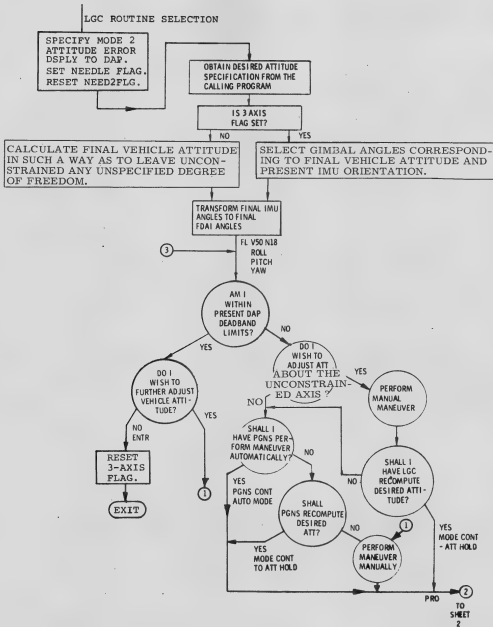 LGC ROUTINE SELECTION
SPECIFY MODE 2
ATTITUDE ERROR
DSPLY TO DAP.
SET NEEDLE FLAG.
RESET NEED2FLG.
OBTAIN DESIRED ATTITUDE
SPECIFICATION FROM THE
CALLING PROGRAM
IS 3 AXIS
FLAG SET?
NO
YES
CALCULATE FINAL VEHICLE ATTITUDE
IN SUCH A WAY AS TO LEAVE UNCON-
STRAINED ANY UNSPECIFIED DEGREE
OF FREEDOM.
SELECT GIMBAL ANGLES CORRESPOND-
ING TO FINAL VEHICLE ATTITUDE AND
PRESENT IMU ORIENTATION.
TRANSFORM FINAL IMU
ANGLES TO FINAL
FDAI ANGLES
3
FL V50 N18
ROLL
PITCH
YAW
AM I
WITHIN
PRESENT DAP
DEADBAND
LIMITS?
YES
NO
DO I
WISH TO
FURTHER ADJUST
VEHICLE ATTI-
TUDE?
NO
ENTR
YES
RESET
3-AXIS
FLAG.
EXIT
1
DO I
WISH TO
ADJUST ATT
ABOUT THE
UNCONSTRAIN-
ED AXIS ?
YES
NO
PERFORM
MANUAL
MANEUVER
SHALL I
HAVE PGNS PER-
FORM MANEUVER
AUTOMATICALLY?
YES
PGNS CONT
AUTO MODE
NO
SHALL I
HAVE LGC
RECOMPUTE
DESIRED ATTI-
TUDE?
NO
YES
MODE CONT
- ATT HOLD
SHALL
PGNS RECOMPUTE
DESIRED
ATT?
NO
YES
MODE CONT
TO ATT HOLD
1
PERFORM
MANEUVER
MANUALLY.
PRO
2
TO
SHEET
2